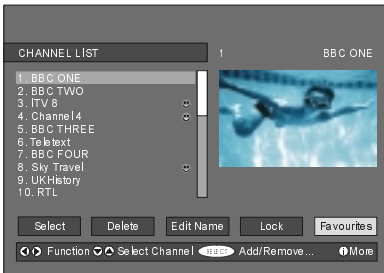 CHANNEL LIST 1 BBC ONE
1. BBC ONE
2. BBC TWO
3. ITV 8
4. Channel 4
5. BBC THREE
6. Teletext
7. BBC FOUR
8. Sky Travel
9. UKHistory
10. RTL
Select Delete Edit Name Lock Favourites
Function Select Channel SELECT Add/Remove... i More